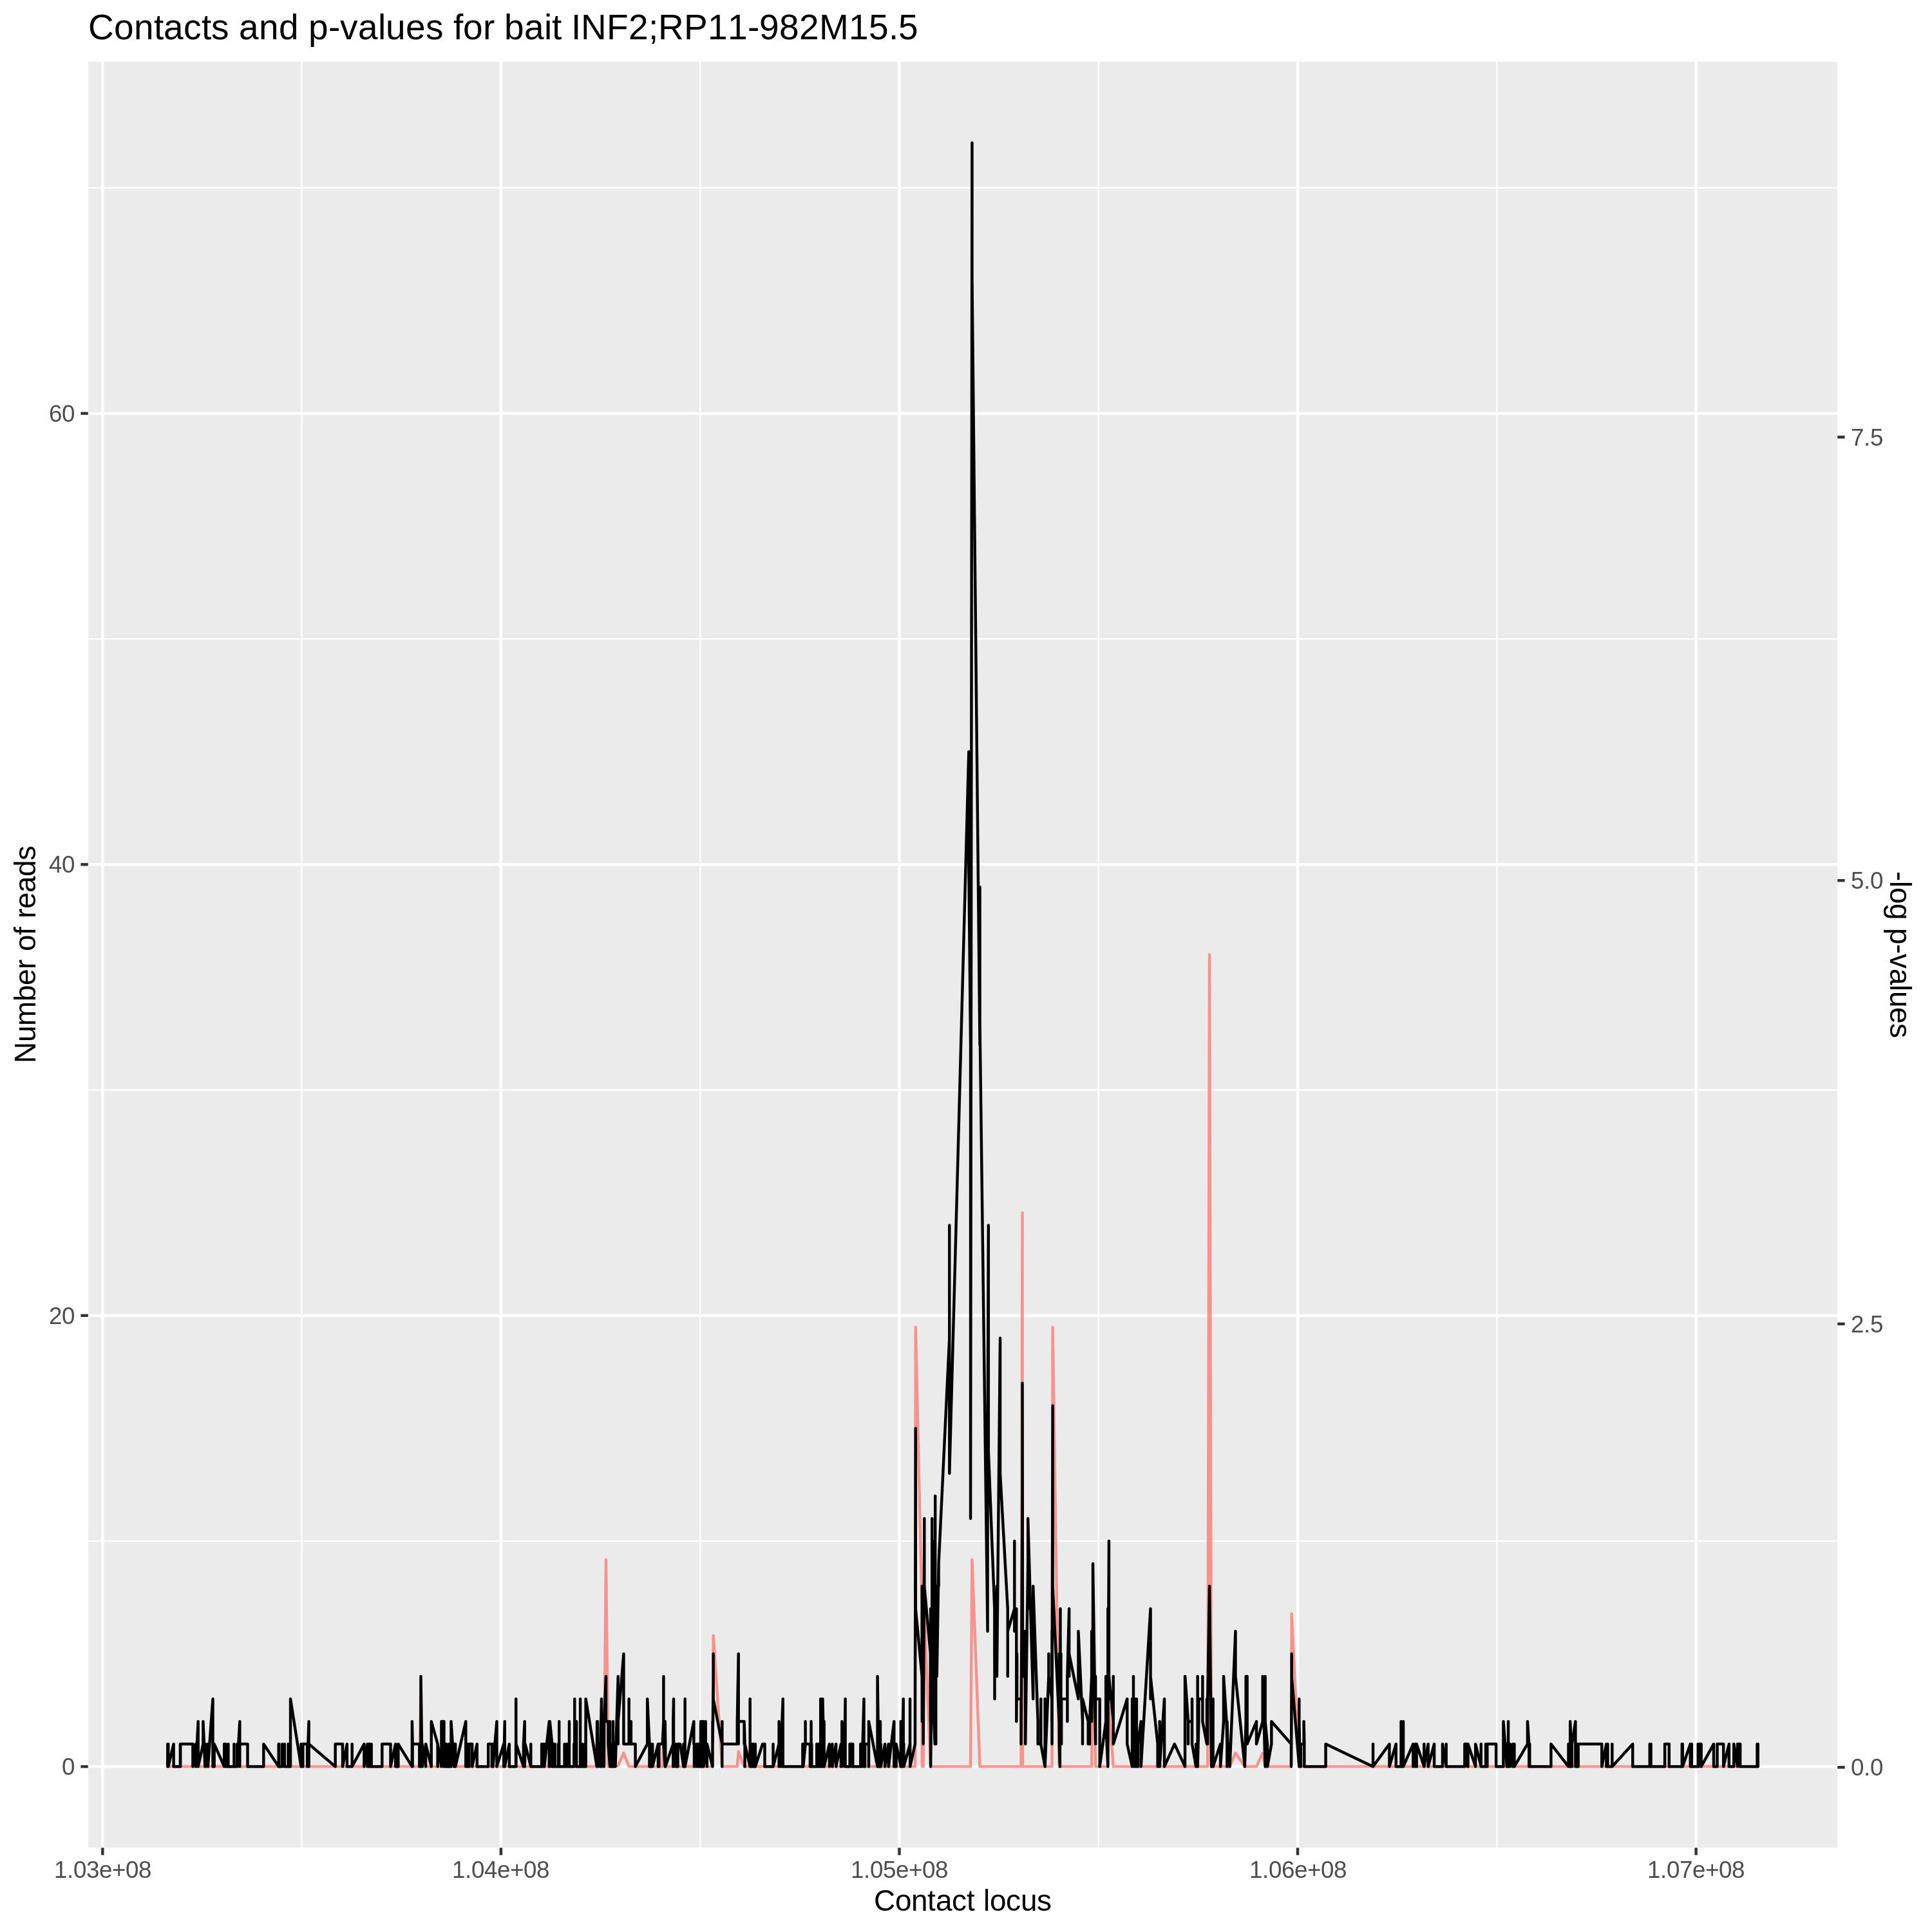 Contacts and p-values for bait INF2;RP11-982M15.5
Number of reads
60
40
20
0
7.5
5.0
2.5
0.0
-log p-values
1.03e+08 1.04e+08 1.05e+08 1.06e+08 1.07e+08
Contact locus